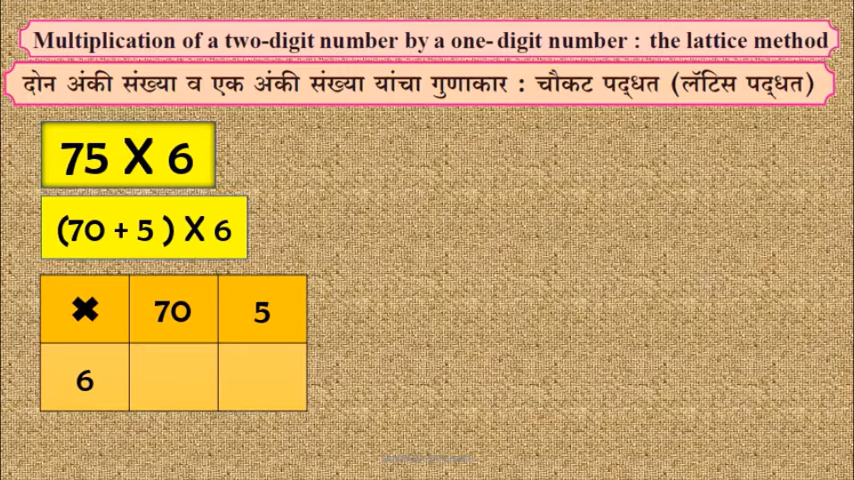 Multiplication of a two-digit number by a one- digit number : the lattice method
दोन अंकी संख्या व एक अंकी संख्या यांचा गुणाकार : चौकट पद्धत (लॅटिस पद्धत)
75 X 6
(70 + 5 ) X 6
✖ 70 5
6